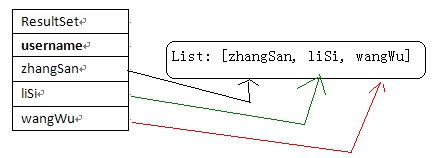 ResultSet
username
zhangSan
liSi
wangWu
List: [zhangSan, liSi, wangWu]